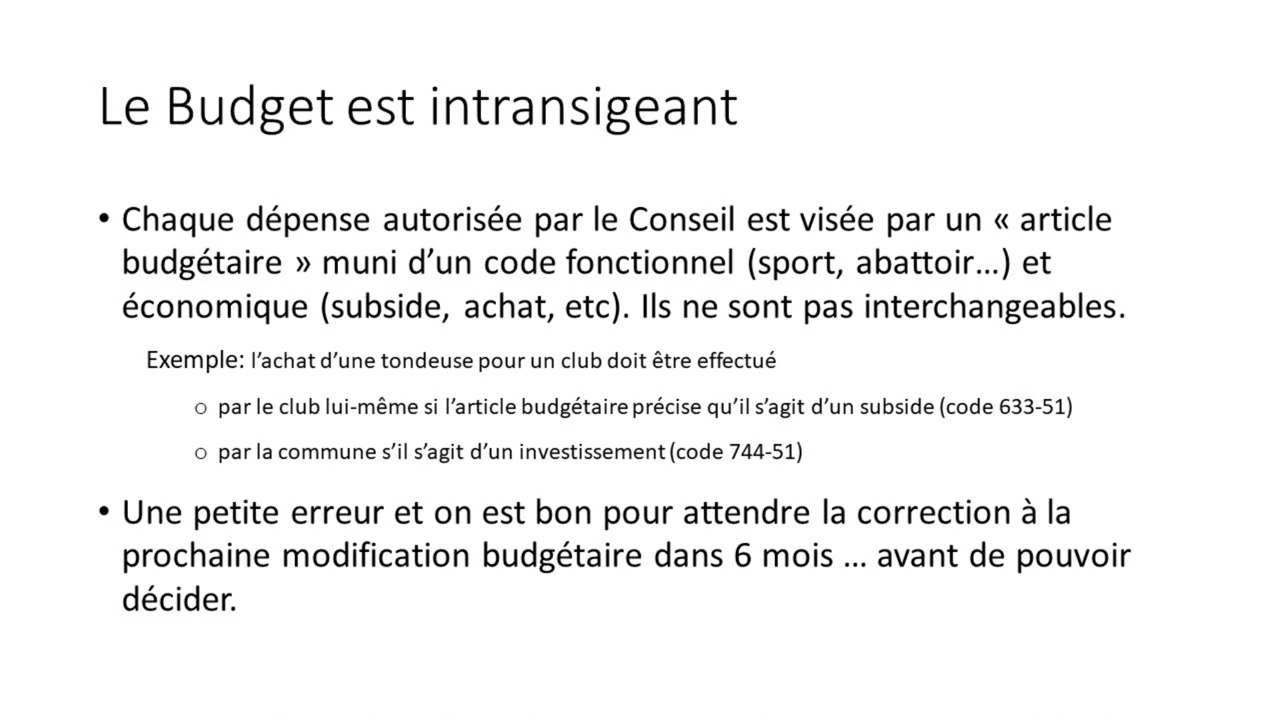 Le Budget est intransigeant
• Chaque dépense autorisée par le Conseil est visée par un « article
budgétaire » muni d’un code fonctionnel (sport, abattoir…) et
économique (subside, achat, etc). Ils ne sont pas interchangeables.
Exemple: l’achat d’une tondeuse pour un club doit être effectué
o par le club lui-même si l’article budgétaire précise qu’il s’agit d’un subside (code 633-51)
o par la commune s’il s’agit d’un investissement (code 744-51)
• Une petite erreur et on est bon pour attendre la correction à la
prochaine modification budgétaire dans 6 mois … avant de pouvoir
décider.